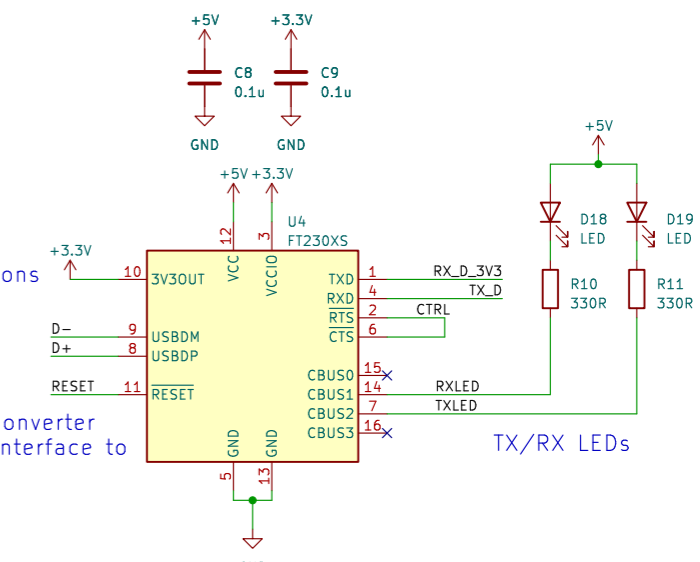 +5V
+3.3V
C8
0.1u
C9
0.1u
GND
GND
+5V
+5V
+3.3V
U4
FT230XS
D18
LED
D19
LED
+3.3V
12
3
VCC
VCCIO
10
3V3OUT
TXD
1
RX_D_3V3
RXD
4
TX_D
R10
330R
R11
330R
ons
RTS
2
CTRL
D-
9
USBDM
CTS
6
D+
8
USBDP
CBUS0
15
RESET
11
RESET
CBUS1
14
RXLED
CBUS2
7
TXLED
onverter
CBUS3
16
nterface to
GND
GND
TX/RX LEDs
5
13